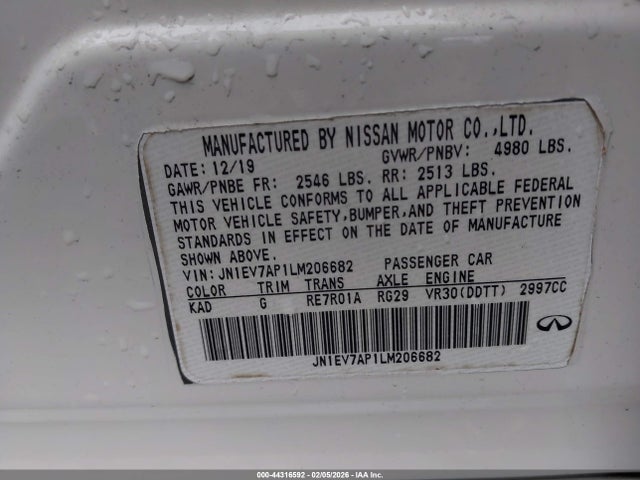 MANUFACTURED BY NISSAN MOTOR CO.,LTD.
DATE: 12/19 GVWR/PNBV: 4980 LBS.
GAWR/PNBE FR: 2546 LBS. RR: 2513 LBS.
THIS VEHICLE CONFORMS TO ALL APPLICABLE FEDERAL
MOTOR VEHICLE SAFETY,BUMPER,AND THEFT PREVENTION
STANDARDS IN EFFECT ON THE DATE OF MANUFACTURE
SHOWN ABOVE.
VIN: JN1EV7AP1LM206682 PASSENGER CAR
COLOR TRIM TRANS AXLE ENGINE
KAD G RE7R01A RG29 VR30(DDTT) 2997CC
JN1EV7AP1LM206682
000-44316592 - 02/05/2026 - IAA Inc.